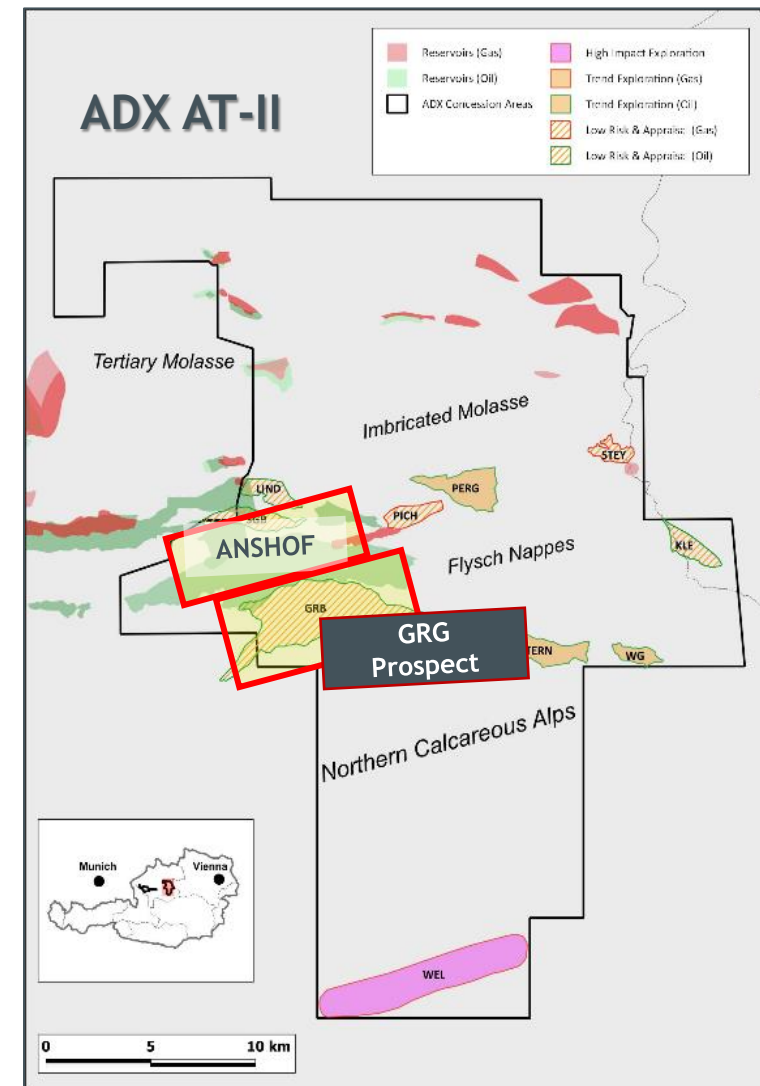 ADX AT-II
Reservoirs (Gas)
Reservoirs (Oil)
ADX Concession Areas
High Impact Exploration
Trend Exploration (Gas)
Trend Exploration (Oil)
Low Risk & Appraisal (Gas)
Low Risk & Appraisal (Oil)
Tertiary Molasse
Imbricated Molasse
STEY
LIND
PERG
PICH
ANSHOF
Flysch Nappes
KLE
GRB
GRG
Prospect
TERN
WG
Northern Calcareous Alps
Munich
Vienna
WEL
0 5 10 km